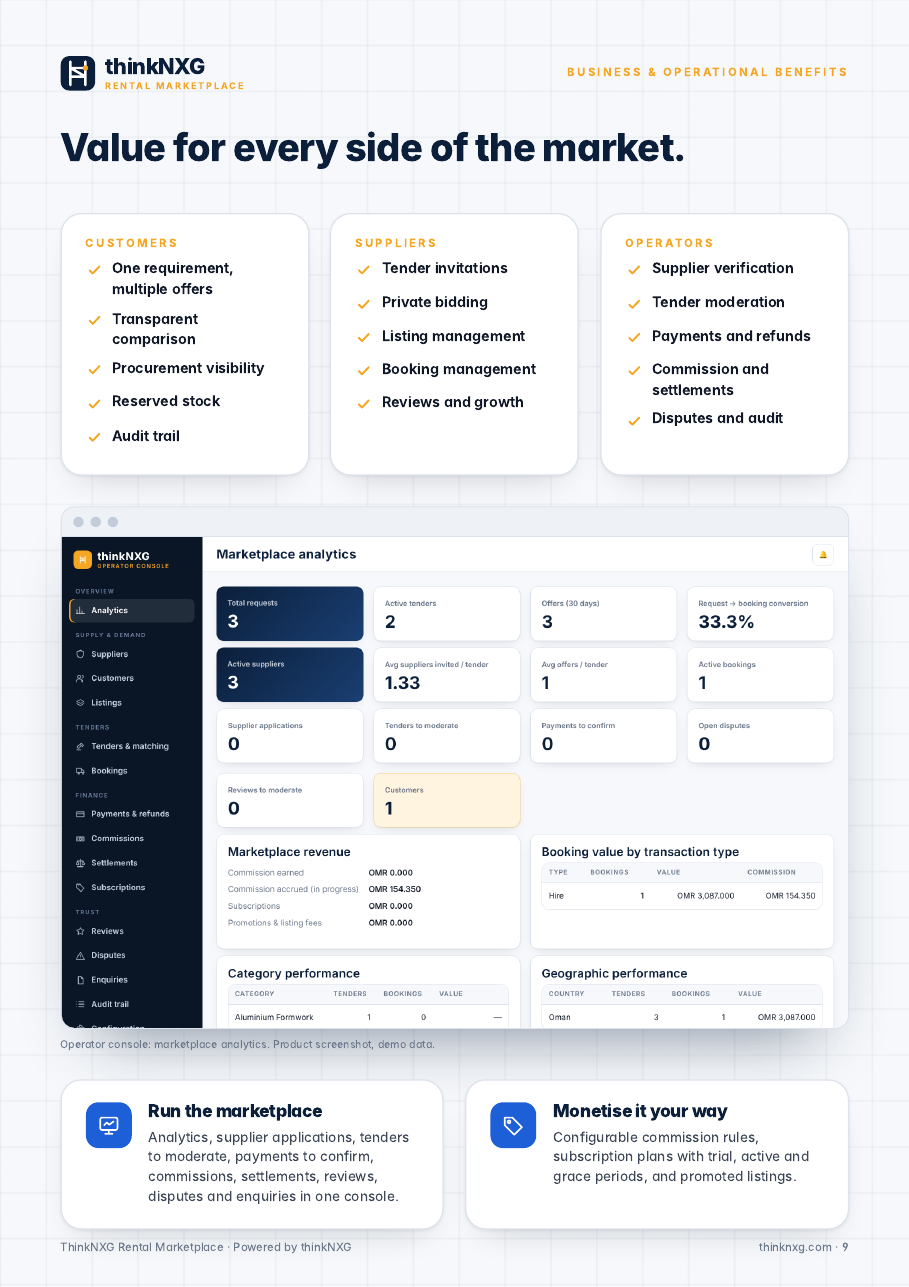 thinkNXG
RENTAL MARKETPLACE
BUSINESS & OPERATIONAL BENEFITS
Value for every side of the market.
CUSTOMERS
One requirement,
multiple offers
Transparent
comparison
Procurement visibility
Reserved stock
Audit trail
SUPPLIERS
Tender invitations
Private bidding
Listing management
Booking management
Reviews and growth
OPERATORS
Supplier verification
Tender moderation
Payments and refunds
Commission and
settlements
Disputes and audit
thinkNXG
OPERATOR CONSOLE
OVERVIEW
Analytics
SUPPLY & DEMAND
Suppliers
Customers
Listings
TENDERS
Tenders & matching
Bookings
FINANCE
Payments & refunds
Commissions
Settlements
Subscriptions
TRUST
Reviews
Disputes
Enquiries
Audit trail
Configuration
Marketplace analytics
Total requests
3
Active tenders
2
Offers (30 days)
3
Request → booking conversion
33.3%
Active suppliers
3
Avg suppliers invited / tender
1.33
Avg offers / tender
1
Active bookings
1
Supplier applications
0
Tenders to moderate
0
Payments to confirm
0
Open disputes
0
Reviews to moderate
0
Customers
1
Marketplace revenue
Commission earned OMR 0.000
Commission accrued (in progress) OMR 154.350
Subscriptions OMR 0.000
Promotions & listing fees OMR 0.000
Booking value by transaction type
TYPE BOOKINGS VALUE COMMISSION
Hire 1 OMR 3,087.000 OMR 154.350
Category performance
CATEGORY TENDERS BOOKINGS VALUE
Aluminium Formwork 1 0 —
Geographic performance
COUNTRY TENDERS BOOKINGS VALUE
Oman 3 1 OMR 3,087.000
Operator console: marketplace analytics. Product screenshot, demo data.
Run the marketplace
Analytics, supplier applications, tenders
to moderate, payments to confirm,
commissions, settlements, reviews,
disputes and enquiries in one console.
Monetise it your way
Configurable commission rules,
subscription plans with trial, active and
grace periods, and promoted listings.
ThinkNXG Rental Marketplace · Powered by thinkNXG
thinknxg.com · 9